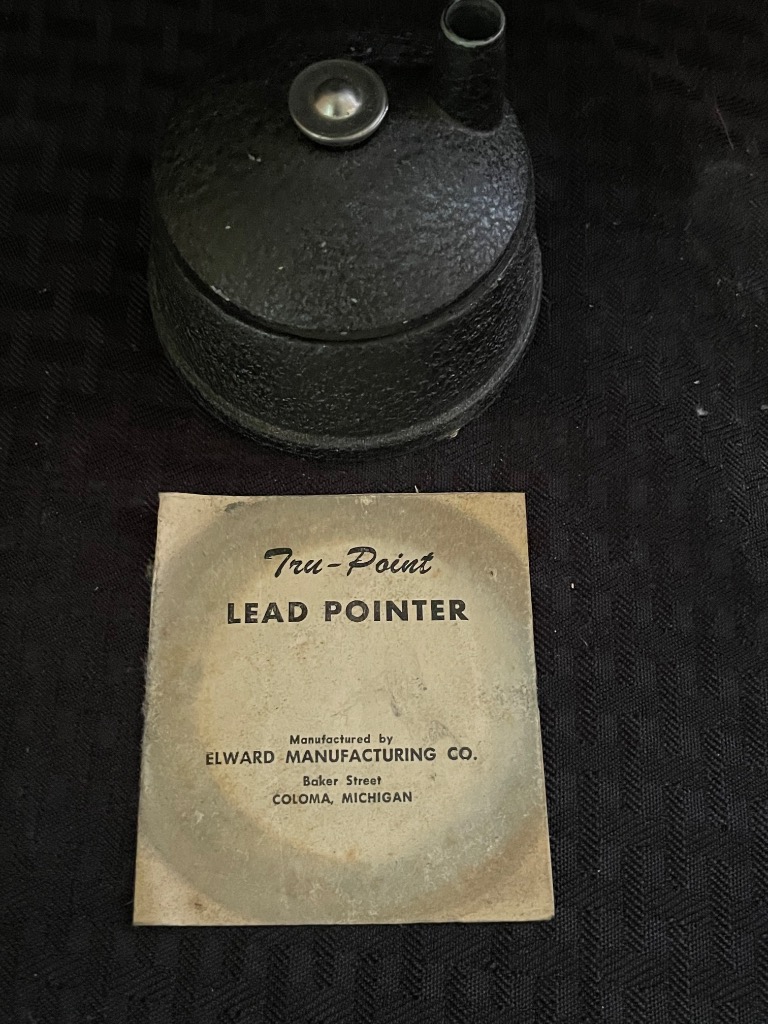 Tru-Point
LEAD POINTER
Manufactured by
ELWARD MANUFACTURING CO.
Baker Street
COLOMA, MICHIGAN